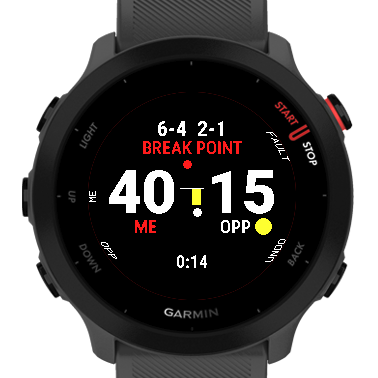 START
STOP
LIGHT
FAULT
6-4 2-1
BREAK POINT
UP
ME
40 15
ME OPP
DOWN
OPP
UNDO
BACK
0:14
GARMIN